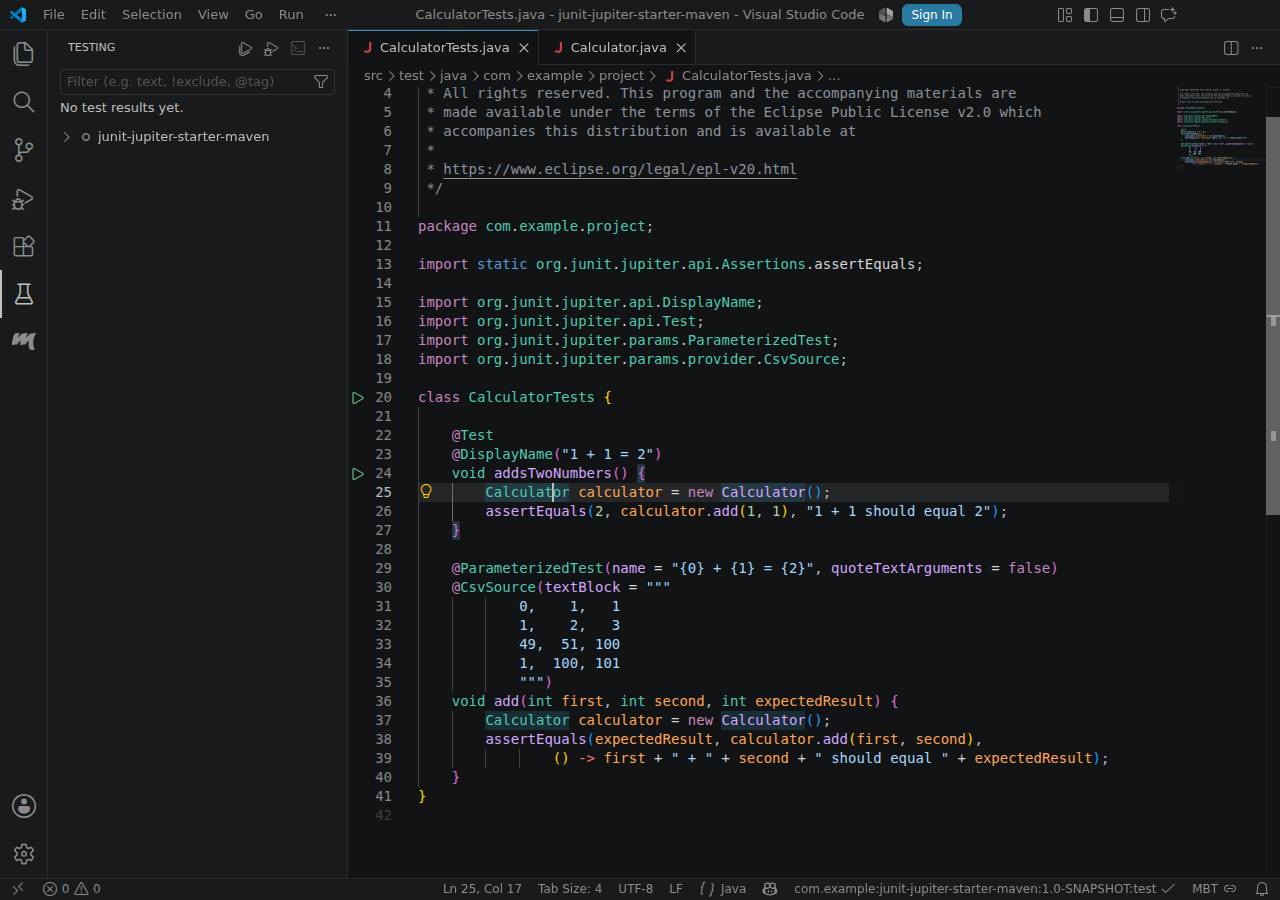 File Edit Selection View Go Run ··· CalculatorTests.java - junit-jupiter-starter-maven - Visual Studio Code Sign In
TESTING
Filter (e.g. text, !exclude, @tag)
No test results yet.
junit-jupiter-starter-maven
CalculatorTests.java
Calculator.java
src > test > java > com > example > project > CalculatorTests.java > ...
4 * All rights reserved. This program and the accompanying materials are
5 * made available under the terms of the Eclipse Public License v2.0 which
6 * accompanies this distribution and is available at
7 *
8 * https://www.eclipse.org/legal/epl-v20.html
9 */
10
11 package com.example.project;
12
13 import static org.junit.jupiter.api.Assertions.assertEquals;
14
15 import org.junit.jupiter.api.DisplayName;
16 import org.junit.jupiter.api.Test;
17 import org.junit.jupiter.params.ParameterizedTest;
18 import org.junit.jupiter.params.provider.CsvSource;
19
20 class CalculatorTests {
21
22 @Test
23 @DisplayName("1 + 1 = 2")
24 void addsTwoNumbers() {
25 Calculator calculator = new Calculator();
26 assertEquals(2, calculator.add(1, 1), "1 + 1 should equal 2");
27 }
28
29 @ParameterizedTest(name = "{0} + {1} = {2}", quoteTextArguments = false)
30 @CsvSource(textBlock = """
31 0, 1, 1
32 1, 2, 3
33 49, 51, 100
34 1, 100, 101
35 """)
36 void add(int first, int second, int expectedResult) {
37 Calculator calculator = new Calculator();
38 assertEquals(expectedResult, calculator.add(first, second),
39 () -> first + " + " + second + " should equal " + expectedResult);
40 }
41 }
42
0 0 Ln 25, Col 17 Tab Size: 4 UTF-8 LF { } Java com.example:junit-jupiter-starter-maven:1.0-SNAPSHOT:test MBT